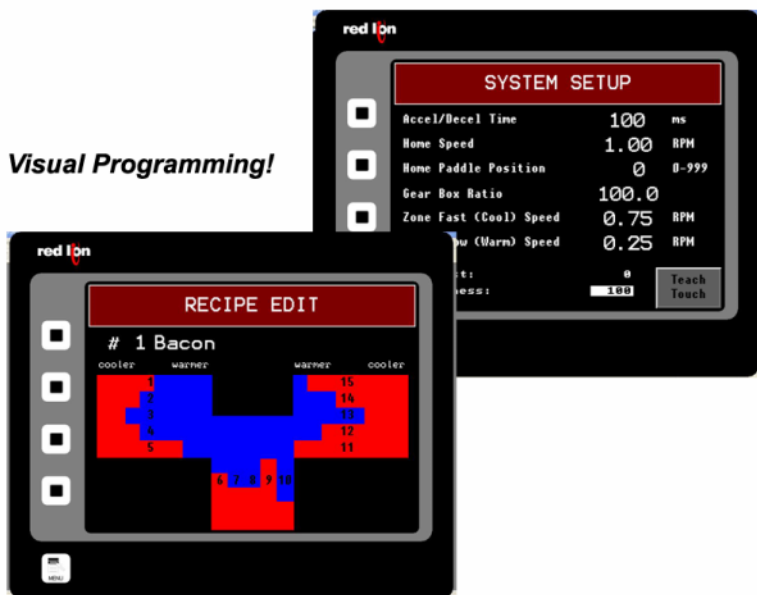 red lion
SYSTEM SETUP
Accel/Decel Time 100 ms
Home Speed 1.00 RPM
Home Paddle Position 0 0-999
Gear Box Ratio 100.0
Zone Fast (Cool) Speed 0.75 RPM
(Warm) Speed 0.25 RPM
0
100
Teach
Touch
Visual Programming!
red lion
RECIPE EDIT
# 1 Bacon
cooler warmer warmer cooler
1 15
2 14
3 13
4 12
5 11
6 7 8 9 10
MENU